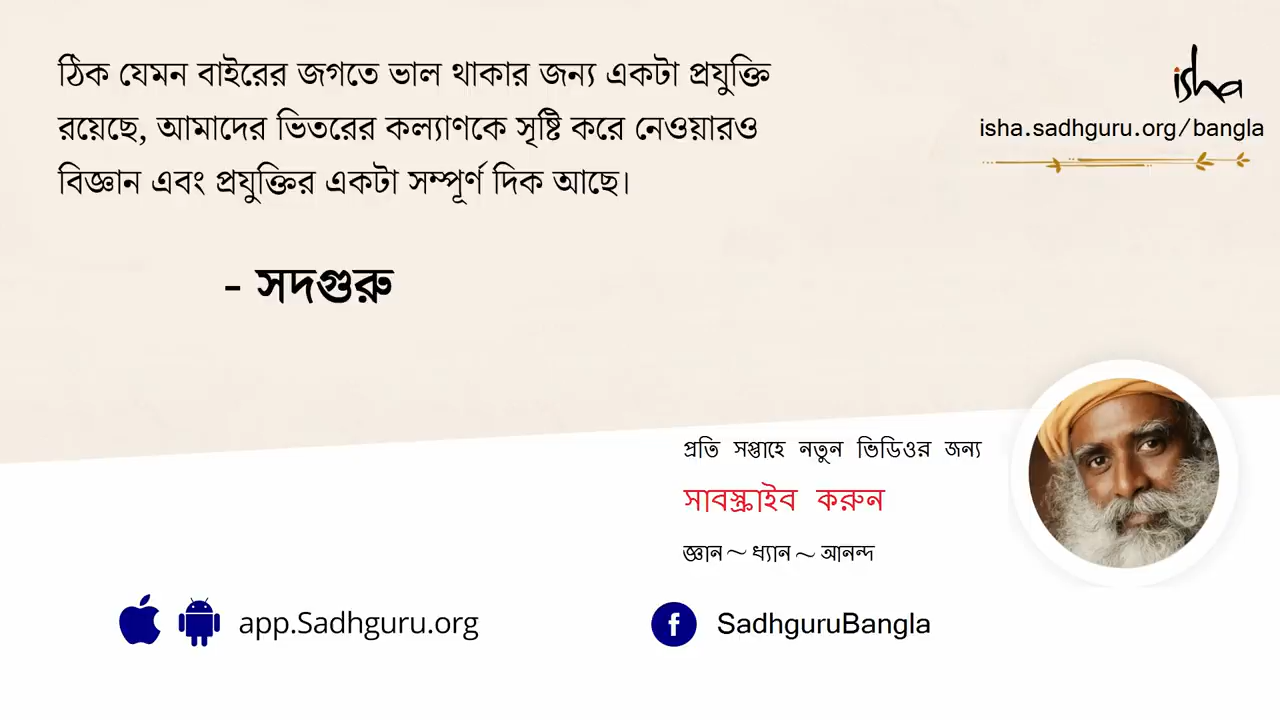 ঠিক যেমন বাইরের জগতে ভাল থাকার জন্য একটা প্রযুক্তি
রয়েছে, আমাদের ভিতরের কল্যাণকে সৃষ্টি করে নেওয়ারও
বিজ্ঞান এবং প্রযুক্তির একটা সম্পূর্ণ দিক আছে।
- সদগুরু
isha
isha.sadhguru.org/bangla
প্রতি সপ্তাহে নতুন ভিডিওর জন্য
সাবস্ক্রাইব করুন
জ্ঞান ~ ধ্যান ~ আনন্দ
app.Sadhguru.org
f SadhguruBangla